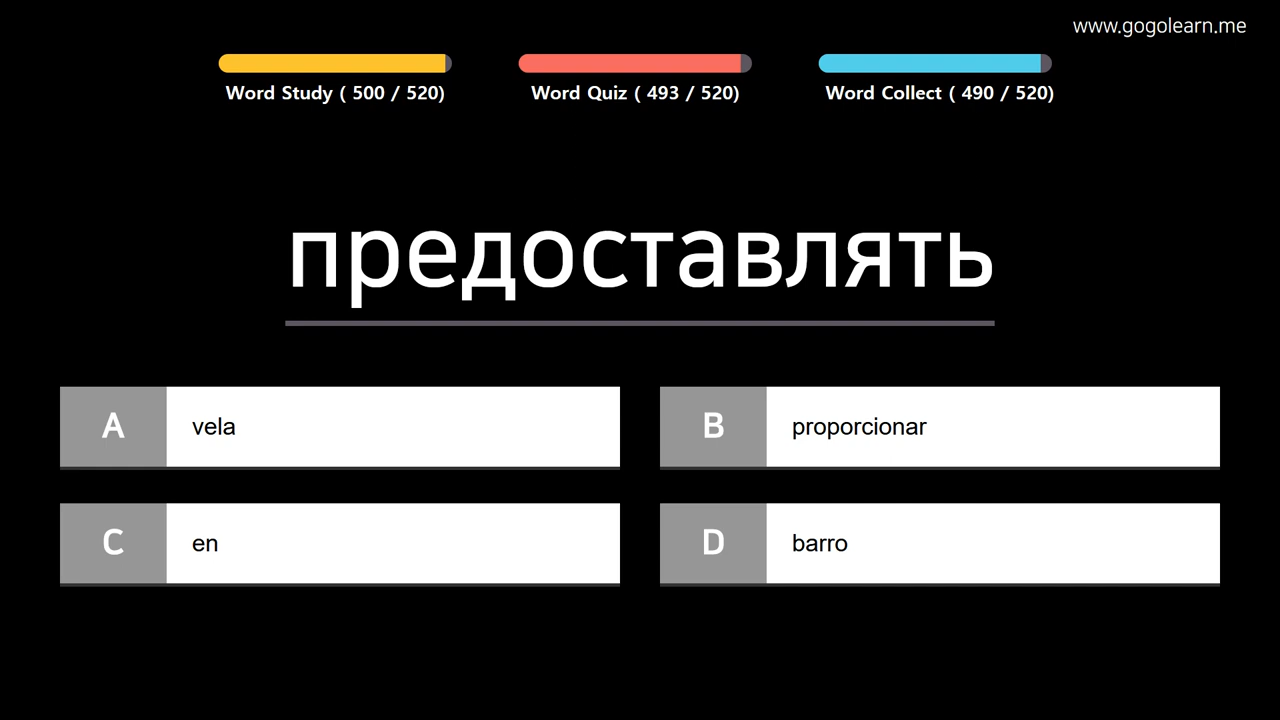 www.gogolearn.me
Word Study ( 500 / 520)
Word Quiz ( 493 / 520)
Word Collect ( 490 / 520)
предоставлять
A
vela
B
proporcionar
C
en
D
barro